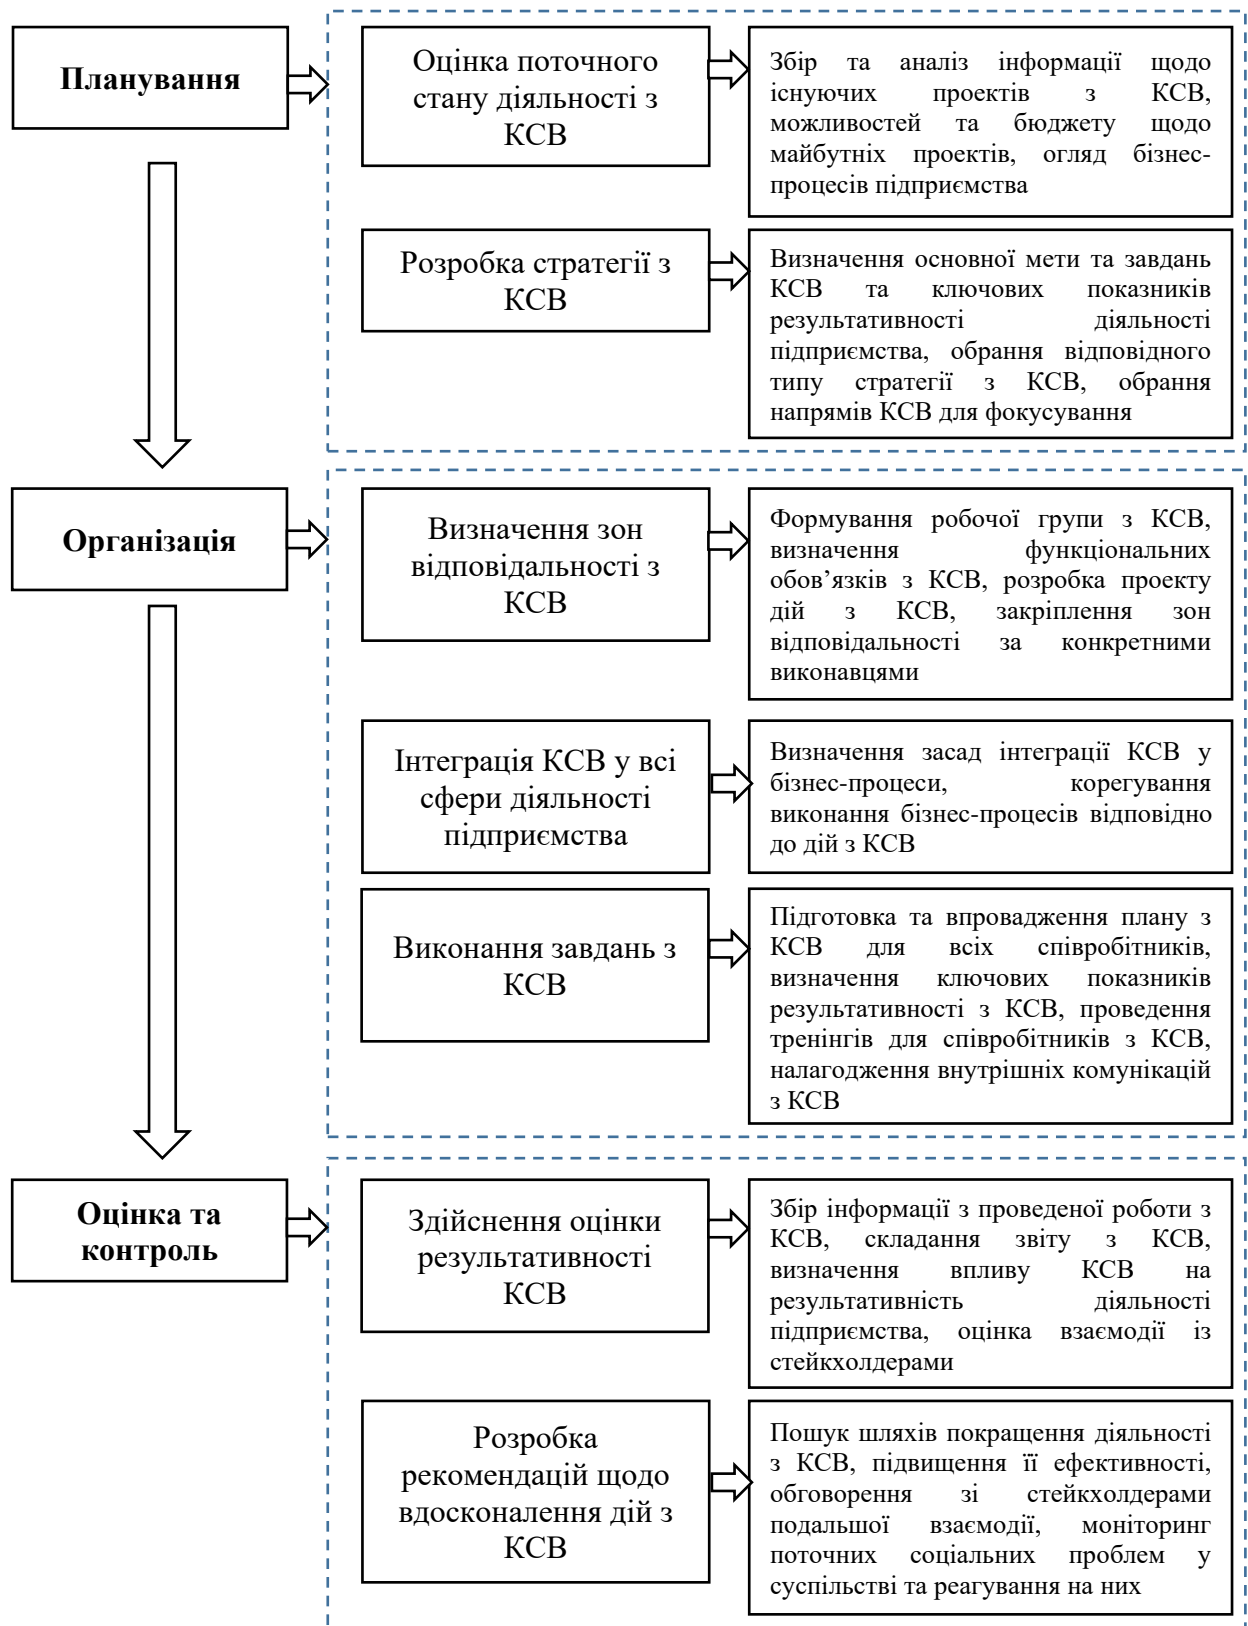 Планування
Оцінка поточного
стану діяльності з
КСВ
Збір та аналіз інформації щодо
існуючих проектів з КСВ,
можливостей та бюджету щодо
майбутніх проектів, огляд бізнес-
процесів підприємства
Розробка стратегії з
КСВ
Визначення основної мети та завдань
КСВ та ключових показників
результативності діяльності
підприємства, обрання відповідного
типу стратегії з КСВ, обрання
напрямів КСВ для фокусування
Організація
Визначення зон
відповідальності з
КСВ
Формування робочої групи з КСВ,
визначення функціональних
обов’язків з КСВ, розробка проекту
дій з КСВ, закріплення зон
відповідальності за конкретними
виконавцями
Інтеграція КСВ у всі
сфери діяльності
підприємства
Визначення засад інтеграції КСВ у
бізнес-процеси, корегування
виконання бізнес-процесів відповідно
до дій з КСВ
Виконання завдань з
КСВ
Підготовка та впровадження плану з
КСВ для всіх співробітників,
визначення ключових показників
результативності з КСВ, проведення
тренінгів для співробітників з КСВ,
налагодження внутрішніх комунікацій
з КСВ
Оцінка та
контроль
Здійснення оцінки
результативності
КСВ
Збір інформації з проведеної роботи з
КСВ, складання звіту з КСВ,
визначення впливу КСВ на
результативність діяльності
підприємства, оцінка взаємодії із
стейкхолдерами
Розробка
рекомендацій щодо
вдосконалення дій з
КСВ
Пошук шляхів покращення діяльності
з КСВ, підвищення її ефективності,
обговорення зі стейкхолдерами
подальшої взаємодії, моніторинг
поточних соціальних проблем у
суспільстві та реагування на них